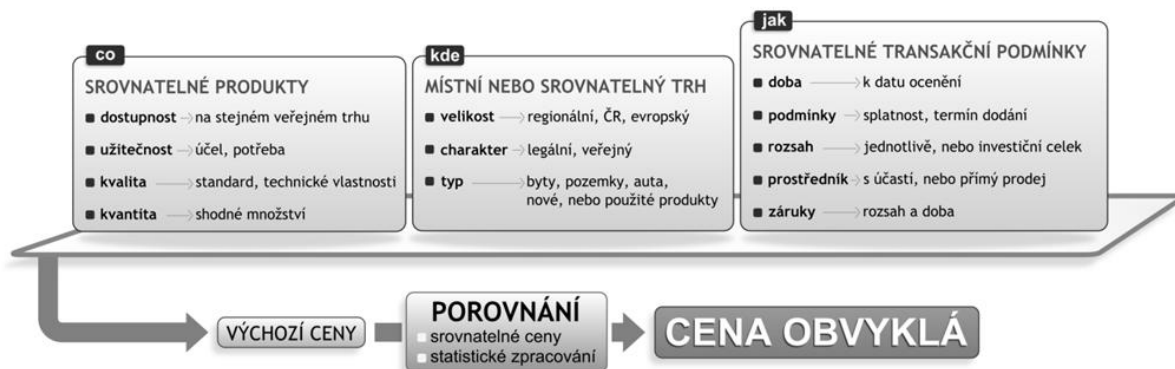 co
SROVNATELNÉ PRODUKTY
dostupnost → na stejném veřejném trhu
užitečnost → účel, potřeba
kvalita → standard, technické vlastnosti
kvantita → shodné množství
kde
MÍSTNÍ NEBO SROVNATELNÝ TRH
velikost → regionální, ČR, evropský
charakter → legální, veřejný
typ → byty, pozemky, auta,
nové, nebo použité produkty
jak
SROVNATELNÉ TRANSAKČNÍ PODMÍNKY
doba → k datu ocenění
podmínky → splatnost, termín dodání
rozsah → jednotlivě, nebo investiční celek
prostředník → s účastí, nebo přímý prodej
záruky → rozsah a doba
VÝCHOZÍ CENY
POROVNÁNÍ
srovnatelné ceny
statistické zpracování
CENA OBVYKLÁ